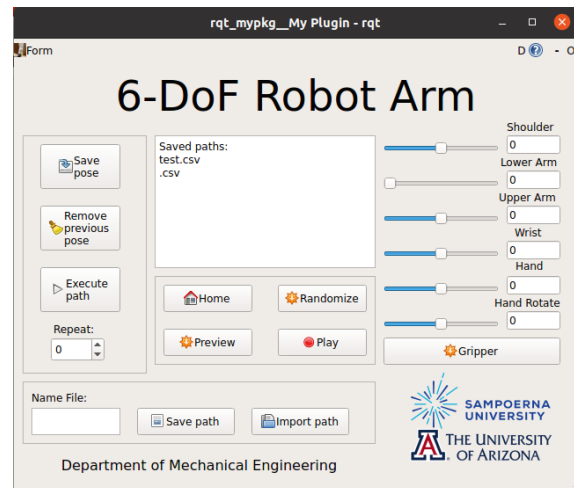 rqt_mypkg__My Plugin - rqt
Form
D - O
6-DoF Robot Arm
Save
pose
Remove
previous
pose
Execute
path
Repeat:
0
Saved paths:
test.csv
.csv
Home
Randomize
Preview
Play
Shoulder
0
Lower Arm
0
Upper Arm
0
Wrist
0
Hand
0
Hand Rotate
0
Gripper
Name File:
Save path
Import path
SAMPOERNA
UNIVERSITY
A THE UNIVERSITY
OF ARIZONA
Department of Mechanical Engineering